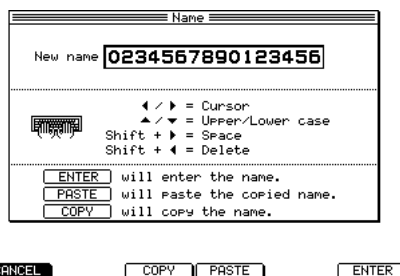 Name
New name 0234567890123456
◀ / ▶ = Cursor
▲ / ▼ = Upper/Lower case
Shift + ▶ = Space
Shift + ◀ = Delete
ENTER will enter the name.
PASTE will paste the copied name.
COPY will copy the name.
CANCEL COPY PASTE ENTER